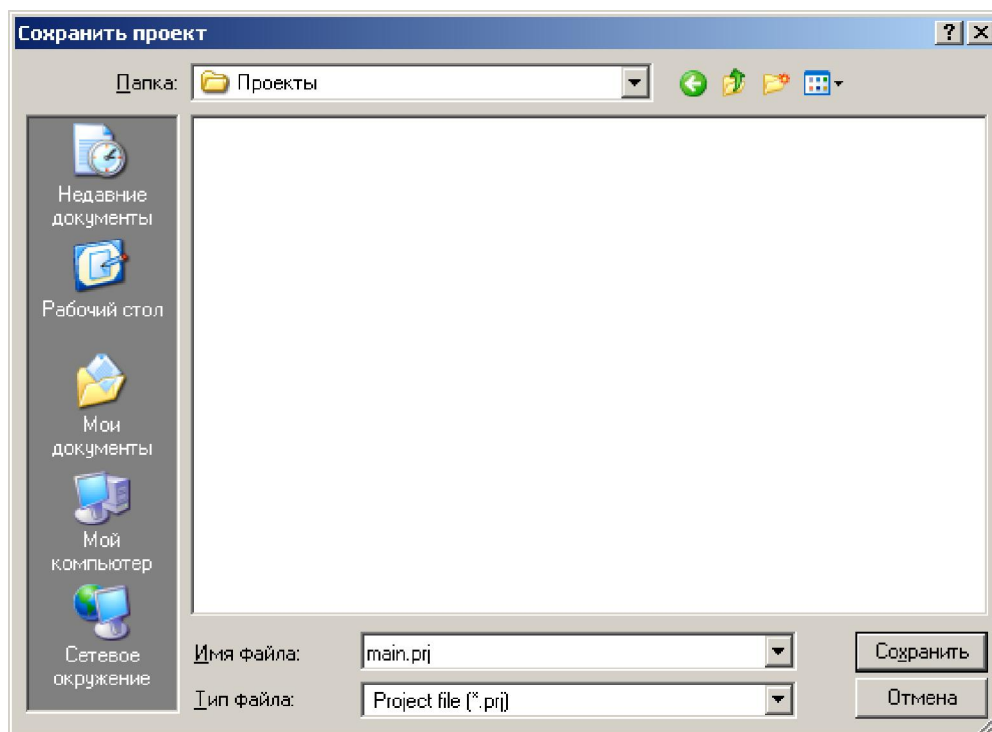 Сохранить проект
Папка: Проекты
Недавние
документы
Рабочий стол
Мои
документы
Мой
компьютер
Сетевое
окружение
Имя файла: main.prj Сохранить
Тип файла: Project file (*.prj) Отмена